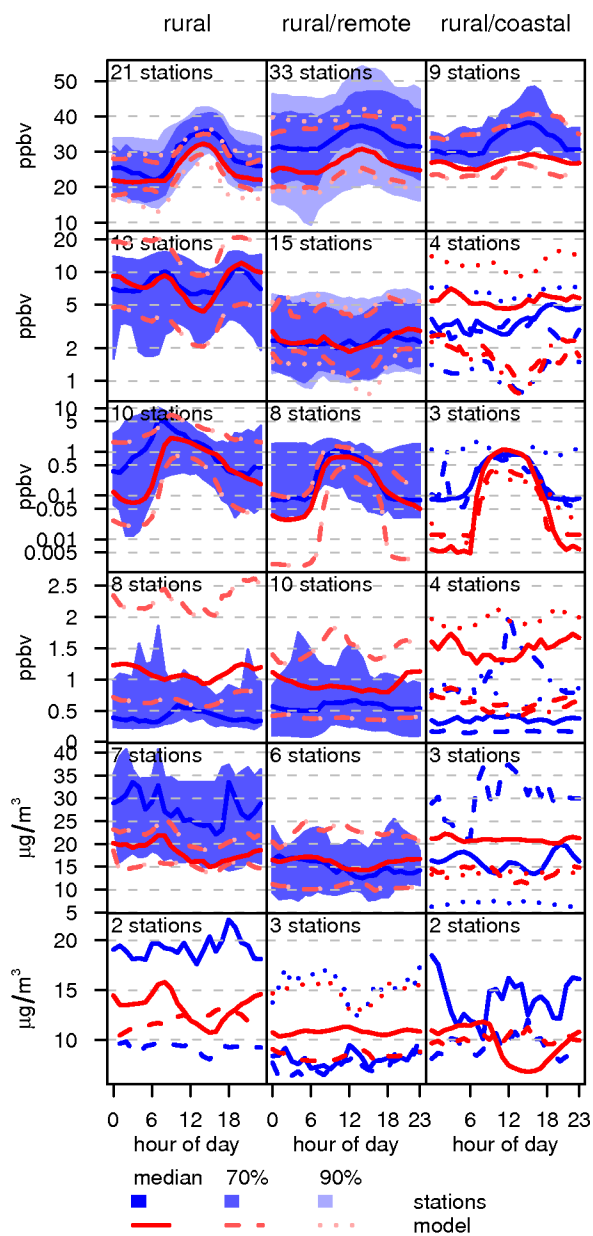 rural rural/remote rural/coastal
21 stations 33 stations 9 stations
ppbv
50
40
30
20
10
13 stations 15 stations 4 stations
ppbv
20
10
5
2
1
10 stations 8 stations 3 stations
ppbv
10
5
1
0.5
0.1
0.05
0.01
0.005
8 stations 10 stations 4 stations
ppbv
2.5
2
1.5
1
0.5
0
7 stations 6 stations 3 stations
µg/m³
40
35
30
25
20
15
10
5
2 stations 3 stations 2 stations
µg/m³
20
15
10
0 6 12 18 0 6 12 18 23 0 6 12 18 23
hour of day hour of day hour of day
median 70% 90%
stations
model